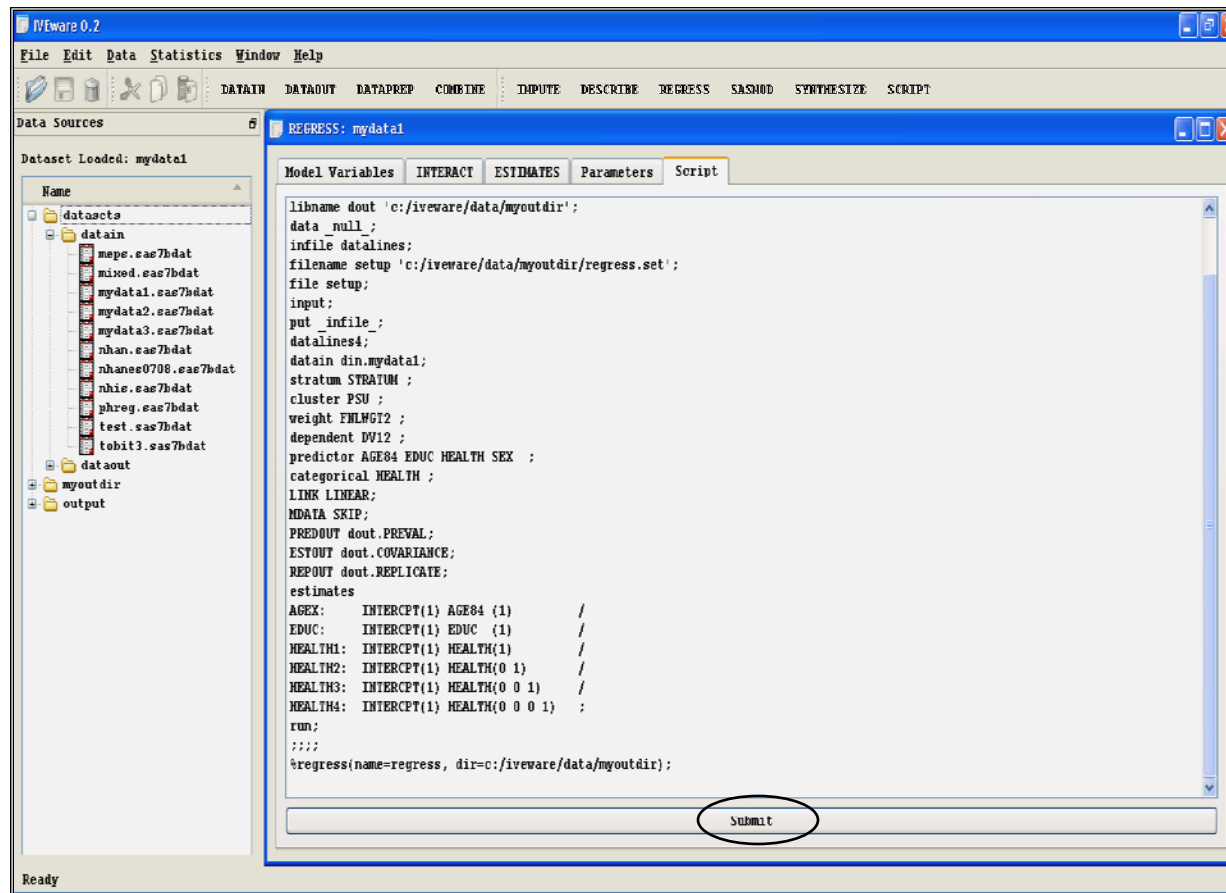 IVEware 0.2
File Edit Data Statistics Window Help
DATAIN DATAOUT DATAPREP COMBINE IMPUTE DESCRIBE REGRESS SASMOD SYNTHESIZE SCRIPT
Data Sources
Dataset Loaded: mydata1
Name
datasets
datain
meps.sas7bdat
mixed.sas7bdat
mydata1.sas7bdat
mydata2.sas7bdat
mydata3.sas7bdat
nhan.sas7bdat
nhanes0708.sas7bdat
nhis.sas7bdat
phreg.sas7bdat
test.sas7bdat
tobit3.sas7bdat
dataout
myoutdir
output
REGRESS: mydata1
Model Variables INTERACT ESTIMATES Parameters Script
libname dout 'c:/iveware/data/myoutdir';
data _null_;
infile datalines;
filename setup 'c:/iveware/data/myoutdir/regress.set';
file setup;
input;
put _infile_;
datalines4;
datain din.mydata1;
stratum STRATUM ;
cluster PSU ;
weight FNLWGT2 ;
dependent DV12 ;
predictor AGE84 EDUC HEALTH SEX ;
categorical HEALTH ;
LINK LINEAR;
MDATA SKIP;
PREDOUT dout.PREVAL;
ESTOUT dout.COVARIANCE;
REPOUT dout.REPLICATE;
estimates
AGEX: INTERCPT(1) AGE84 (1) /
EDUC: INTERCPT(1) EDUC (1) /
HEALTH1: INTERCPT(1) HEALTH(1) /
HEALTH2: INTERCPT(1) HEALTH(0 1) /
HEALTH3: INTERCPT(1) HEALTH(0 0 1) /
HEALTH4: INTERCPT(1) HEALTH(0 0 0 1) ;
run;
;;;;
%regress(name=regress, dir=c:/iveware/data/myoutdir);
Submit
Ready